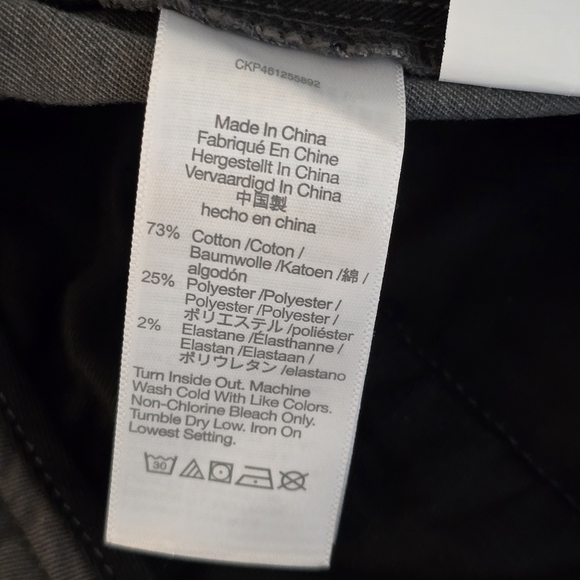 CKP461255892
Made In China
Fabriqué En Chine
Hergestellt In China
Vervaardigd In China
中国製
hecho en china
73% Cotton /Coton /
Baumwolle /Katoen /綿 /
algodón
25% Polyester /Polyester /
Polyester /Polyester /
ポリエステル /poliéster
2% Elastane /Élasthanne /
Elastan /Elastaan /
ポリウレタン /elastano
Turn Inside Out. Machine
Wash Cold With Like Colors.
Non-Chlorine Bleach Only.
Tumble Dry Low. Iron On
Lowest Setting.
30